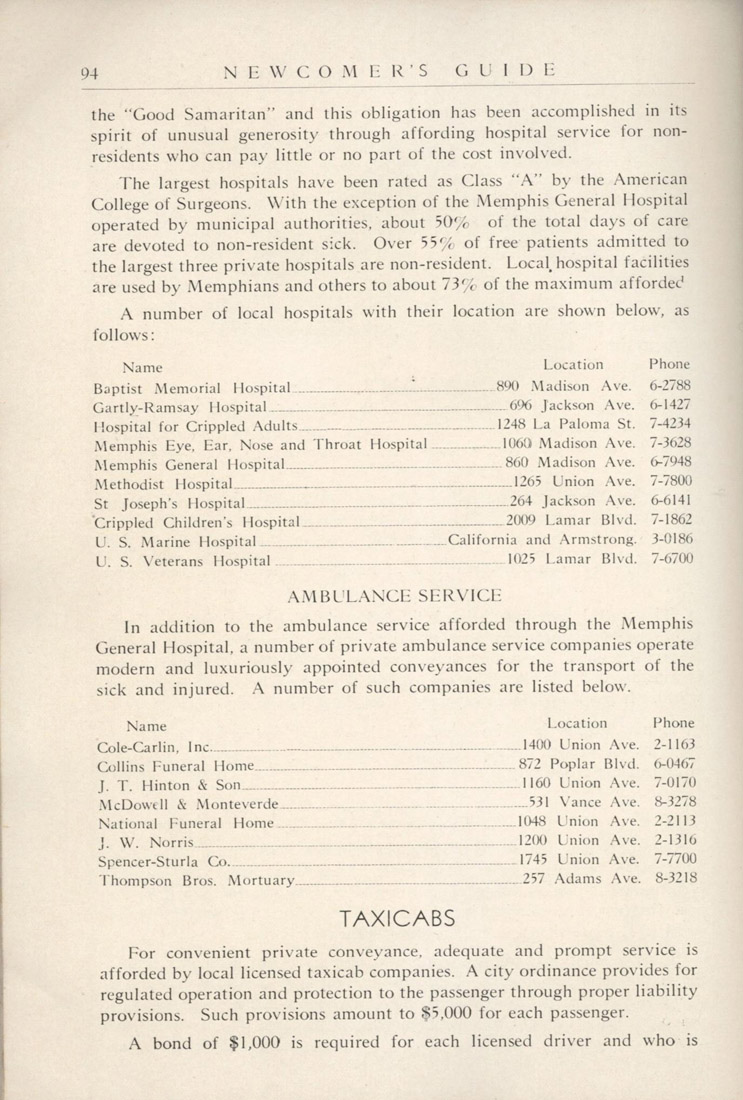 94 NEWCOMER'S GUIDE
the "Good Samaritan" and this obligation has been accomplished in its
spirit of unusual generosity through affording hospital service for non-
residents who can pay little or no part of the cost involved.
The largest hospitals have been rated as Class "A" by the American
College of Surgeons. With the exception of the Memphis General Hospital
operated by municipal authorities, about 50% of the total days of care
are devoted to non-resident sick. Over 55% of free patients admitted to
the largest three private hospitals are non-resident. Local hospital facilities
are used by Memphians and others to about 73% of the maximum afforded
A number of local hospitals with their location are shown below, as
follows:
Name Location Phone
Baptist Memorial Hospital 890 Madison Ave. 6-2788
Gartly-Ramsay Hospital 696 Jackson Ave. 6-1427
Hospital for Crippled Adults 1248 La Paloma St. 7-4234
Memphis Eye, Ear, Nose and Throat Hospital 1060 Madison Ave. 7-3628
Memphis General Hospital 860 Madison Ave. 6-7948
Methodist Hospital 1265 Union Ave. 7-7800
St Joseph's Hospital 264 Jackson Ave. 6-6141
Crippled Children's Hospital 2009 Lamar Blvd. 7-1862
U. S. Marine Hospital California and Armstrong. 3-0186
U. S. Veterans Hospital 1025 Lamar Blvd. 7-6700
AMBULANCE SERVICE
In addition to the ambulance service afforded through the Memphis
General Hospital, a number of private ambulance service companies operate
modern and luxuriously appointed conveyances for the transport of the
sick and injured. A number of such companies are listed below.
Name Location Phone
Cole-Carlin, Inc. 1400 Union Ave. 2-1163
Collins Funeral Home 872 Poplar Blvd. 6-0467
J. T. Hinton & Son 1160 Union Ave. 7-0170
McDowell & Monteverde 531 Vance Ave. 8-3278
National Funeral Home 1048 Union Ave. 2-2113
J. W. Norris 1200 Union Ave. 2-1316
Spencer-Sturla Co. 1745 Union Ave. 7-7700
Thompson Bros. Mortuary 257 Adams Ave. 8-3218
TAXICABS
For convenient private conveyance, adequate and prompt service is
afforded by local licensed taxicab companies. A city ordinance provides for
regulated operation and protection to the passenger through proper liability
provisions. Such provisions amount to $5,000 for each passenger.
A bond of $1,000 is required for each licensed driver and who is